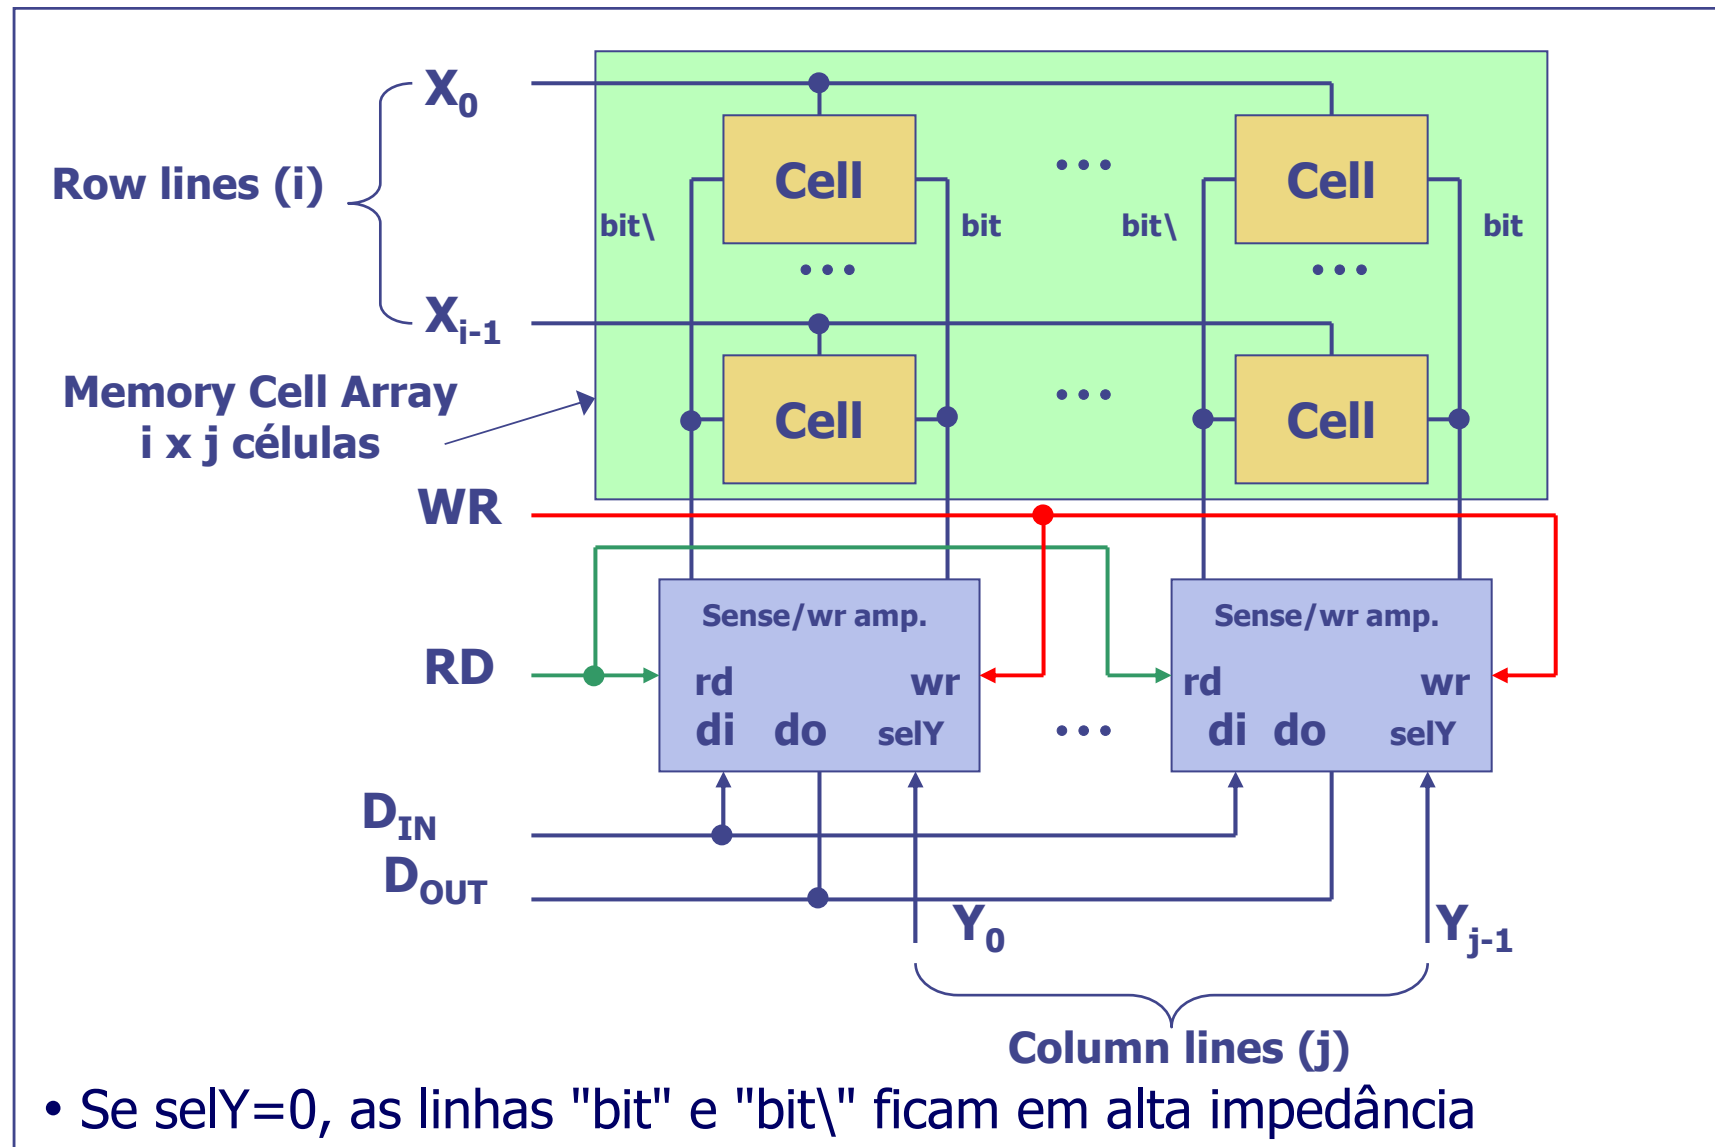 X0
Cell ... Cell
Row lines (i)
bit\ bit bit\ bit
... ...
Xi-1
Memory Cell Array
i x j células
Cell ... Cell
WR
Sense/wr amp. Sense/wr amp.
RD
rd wr rd wr
di do selY ... di do selY
DIN
DOUT
Y0 Yj-1
Column lines (j)
• Se selY=0, as linhas "bit" e "bit\" ficam em alta impedância